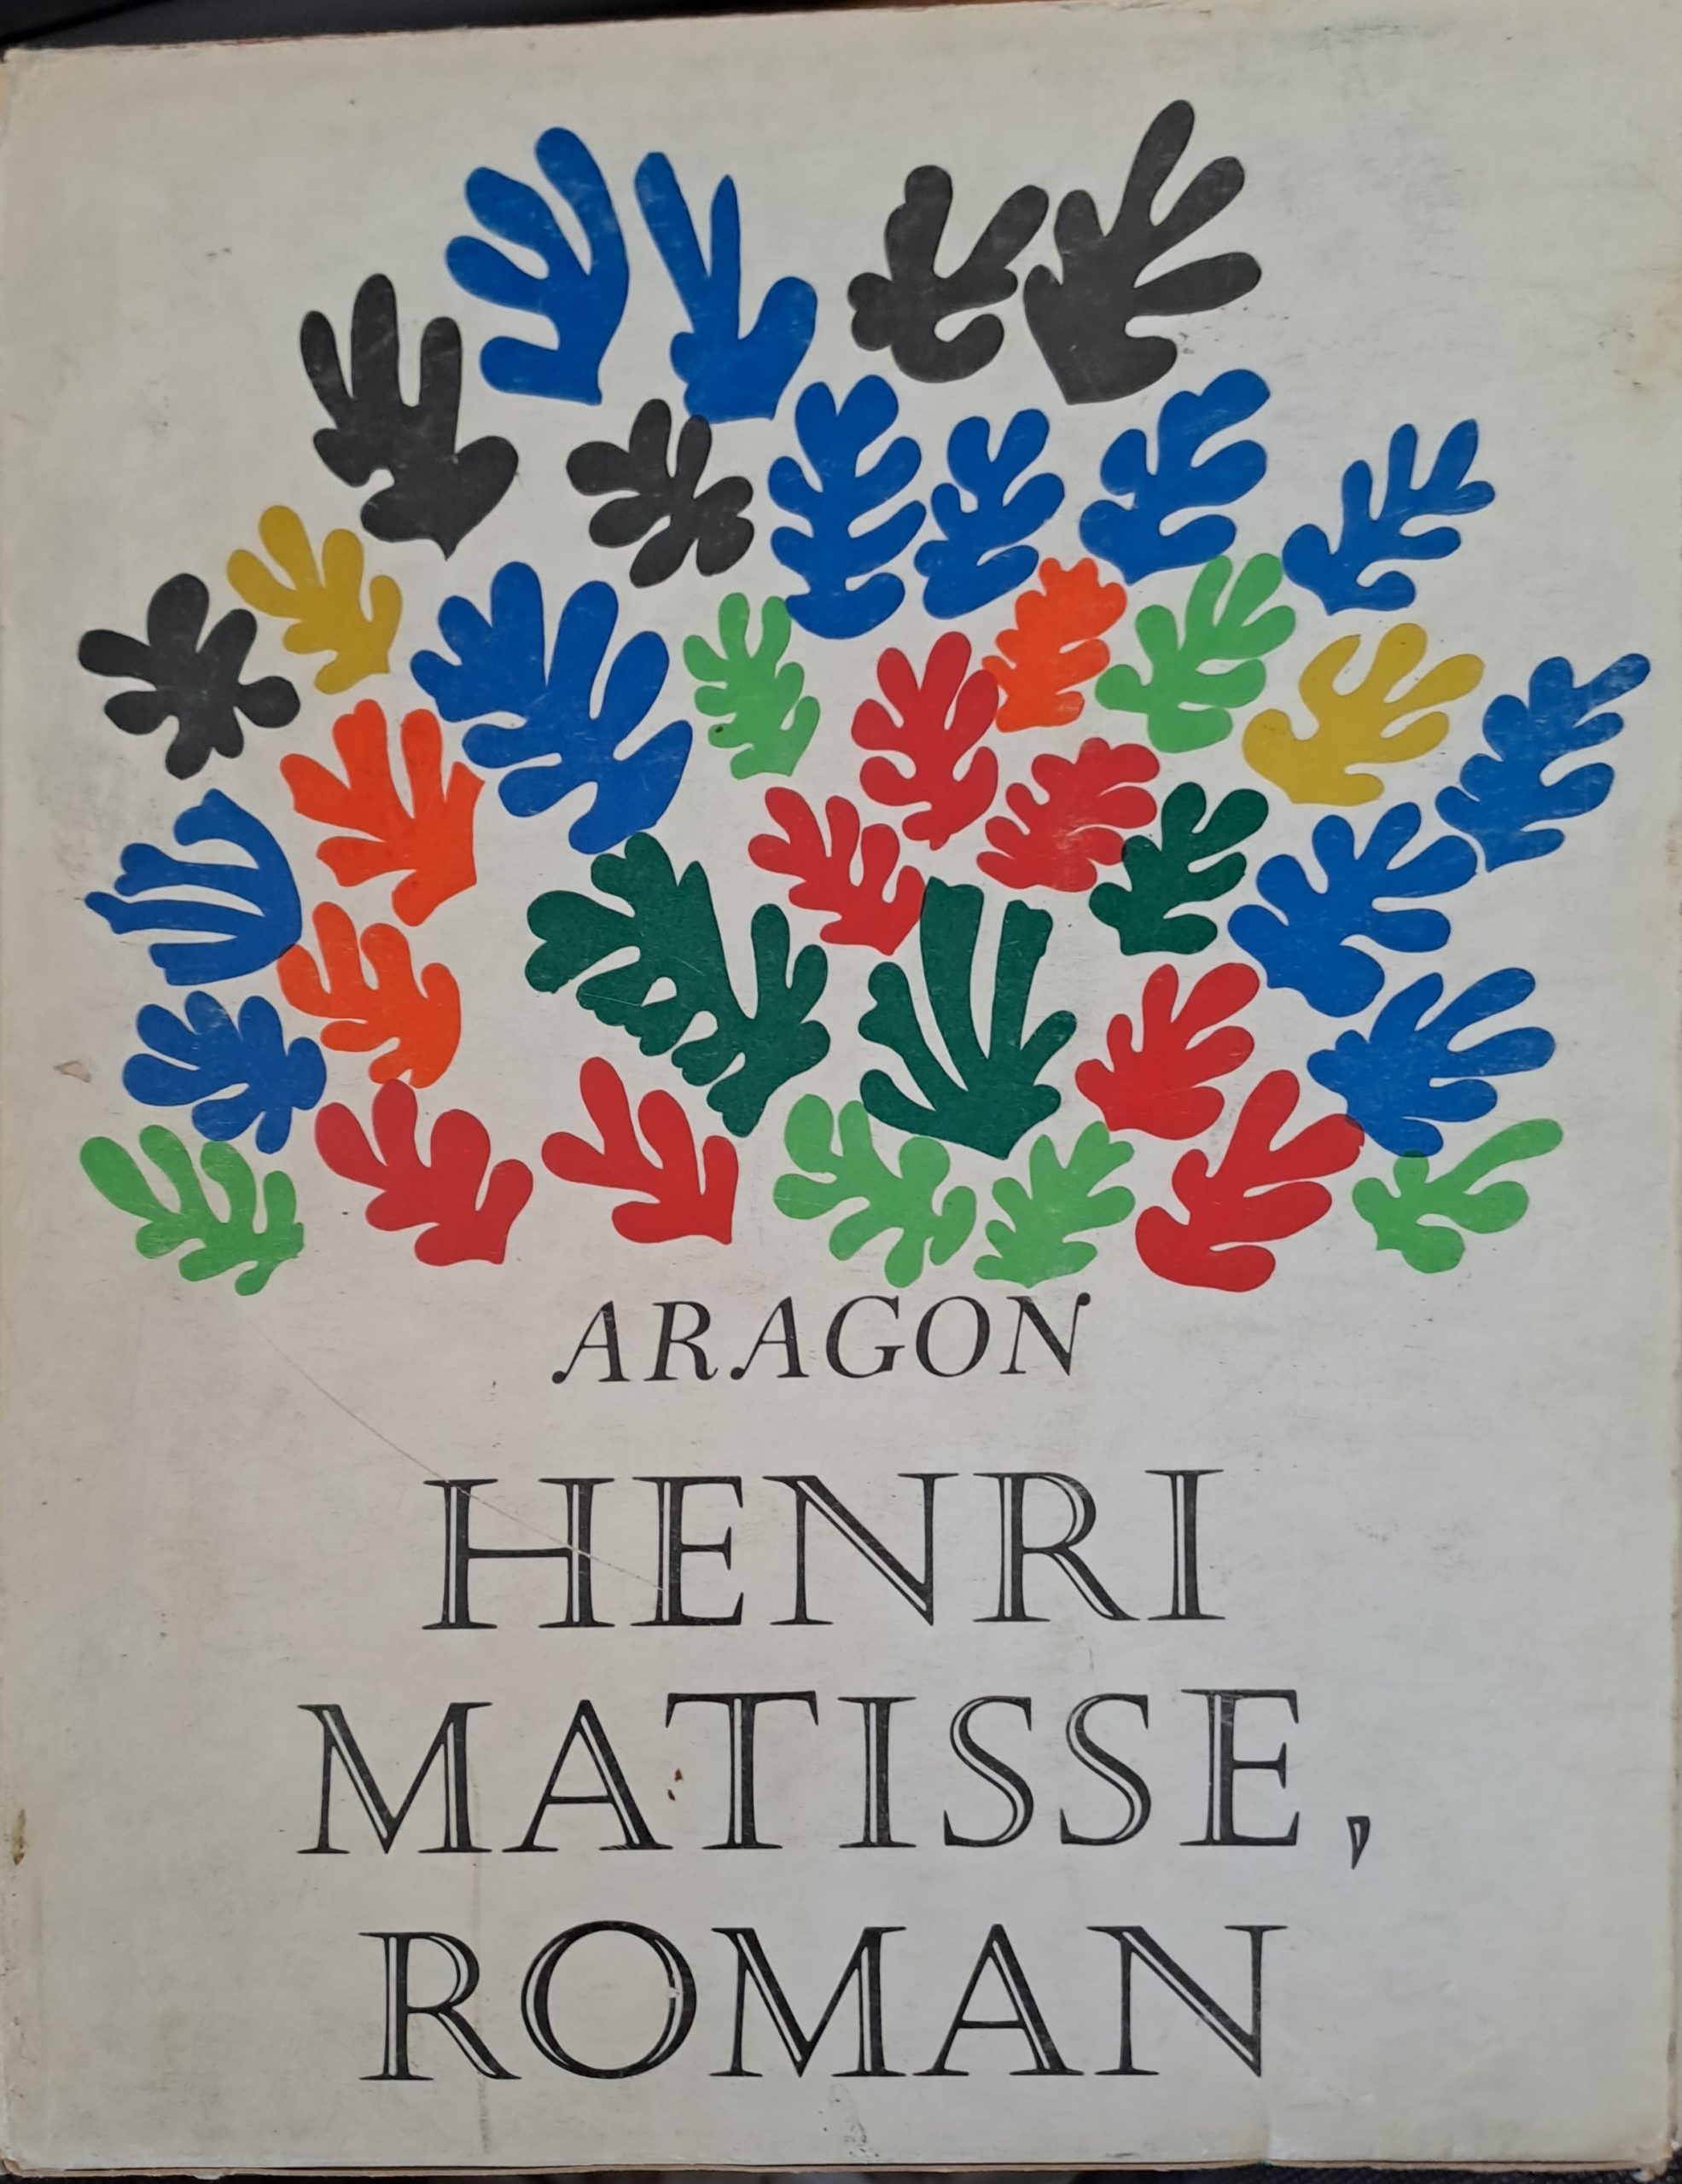 ARAGON
HENRI
MATISSE,
ROMAN